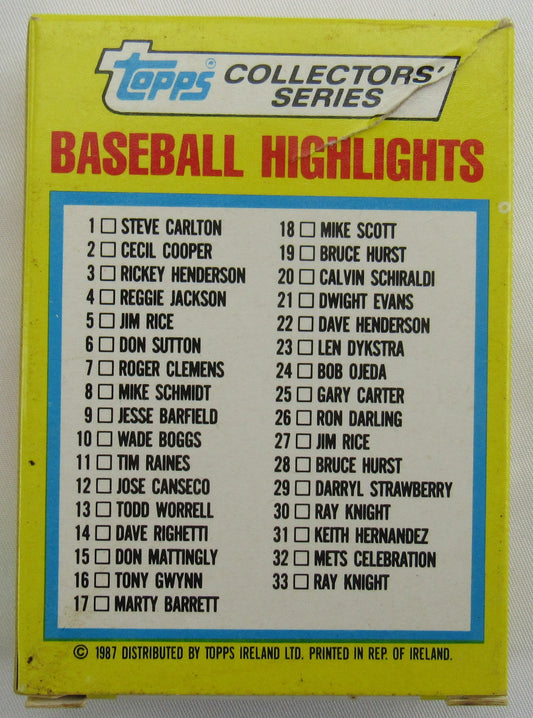 topps® COLLECTORS'
SERIES
BASEBALL HIGHLIGHTS
1 □ STEVE CARLTON
2 □ CECIL COOPER
3 □ RICKEY HENDERSON
4 □ REGGIE JACKSON
5 □ JIM RICE
6 □ DON SUTTON
7 □ ROGER CLEMENS
8 □ MIKE SCHMIDT
9 □ JESSE BARFIELD
10 □ WADE BOGGS
11 □ TIM RAINES
12 □ JOSE CANSECO
13 □ TODD WORRELL
14 □ DAVE RIGHETTI
15 □ DON MATTINGLY
16 □ TONY GWYNN
17 □ MARTY BARRETT
18 □ MIKE SCOTT
19 □ BRUCE HURST
20 □ CALVIN SCHIRALDI
21 □ DWIGHT EVANS
22 □ DAVE HENDERSON
23 □ LEN DYKSTRA
24 □ BOB OJEDA
25 □ GARY CARTER
26 □ RON DARLING
27 □ JIM RICE
28 □ BRUCE HURST
29 □ DARRYL STRAWBERRY
30 □ RAY KNIGHT
31 □ KEITH HERNANDEZ
32 □ METS CELEBRATION
33 □ RAY KNIGHT
© 1987 DISTRIBUTED BY TOPPS IRELAND LTD. PRINTED IN REP. OF IRELAND.